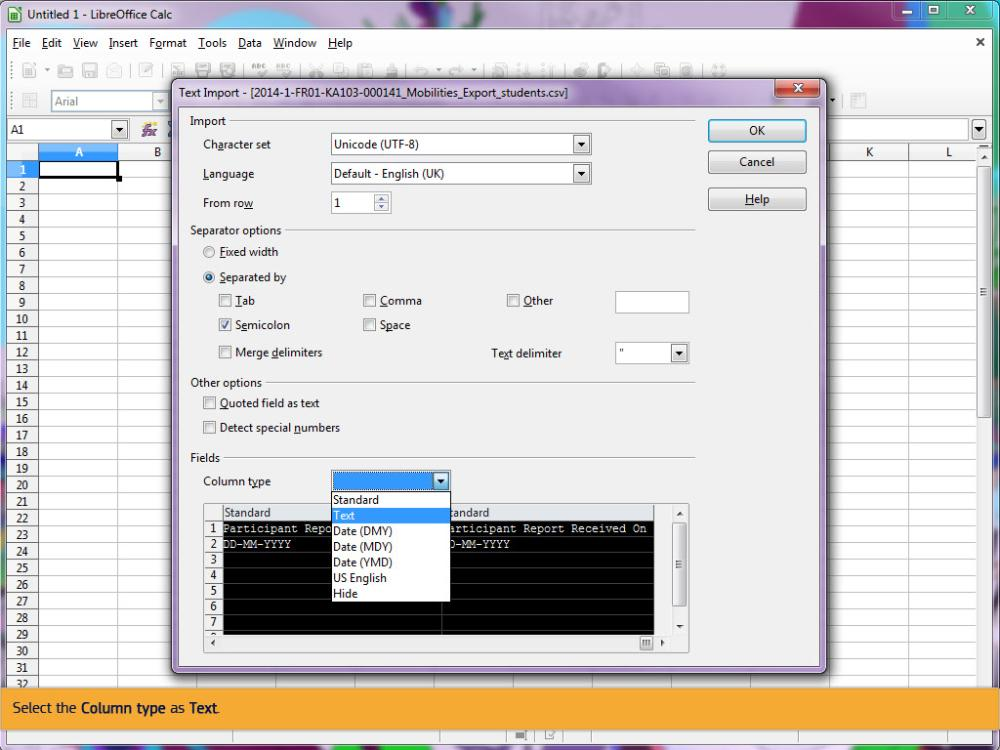 Untitled 1 - LibreOffice Calc
File Edit View Insert Format Tools Data Window Help
Arial
A1
A B K L
1
2
3
4
5
6
7
8
9
10
11
12
13
14
15
16
17
18
19
20
21
22
23
24
25
26
27
28
29
30
31
32
Text Import - [2014-1-FR01-KA103-000141_Mobilities_Export_students.csv]
Import
Character set Unicode (UTF-8)
Language Default - English (UK)
From row 1
OK
Cancel
Help
Separator options
Fixed width
Separated by
Tab Comma Other
Semicolon Space
Merge delimiters Text delimiter "
Other options
Quoted field as text
Detect special numbers
Fields
Column type
Standard
Text
Date (DMY)
Date (MDY)
Date (YMD)
US English
Hide
Standard tandard
1 Participant Repo articipant Report Received On
2 DD-MM-YYYY D-MM-YYYY
3
4
5
6
7
Select the Column type as Text.